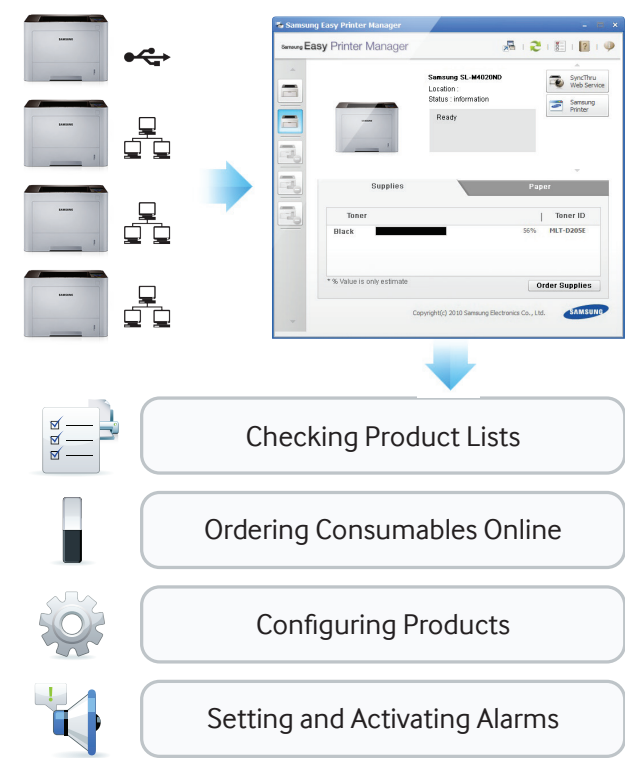 Samsung Easy Printer Manager
Samsung Easy Printer Manager
Samsung SL-M4020ND
Location :
Status : information
Ready
SyncThru
Web Service
Samsung
Printer
Supplies
Paper
Toner
Toner ID
Black
56%
MLT-D205E
* % Value is only estimate
Order Supplies
Copyright(c) 2010 Samsung Electronics Co., Ltd.
SAMSUNG
Checking Product Lists
Ordering Consumables Online
Configuring Products
Setting and Activating Alarms